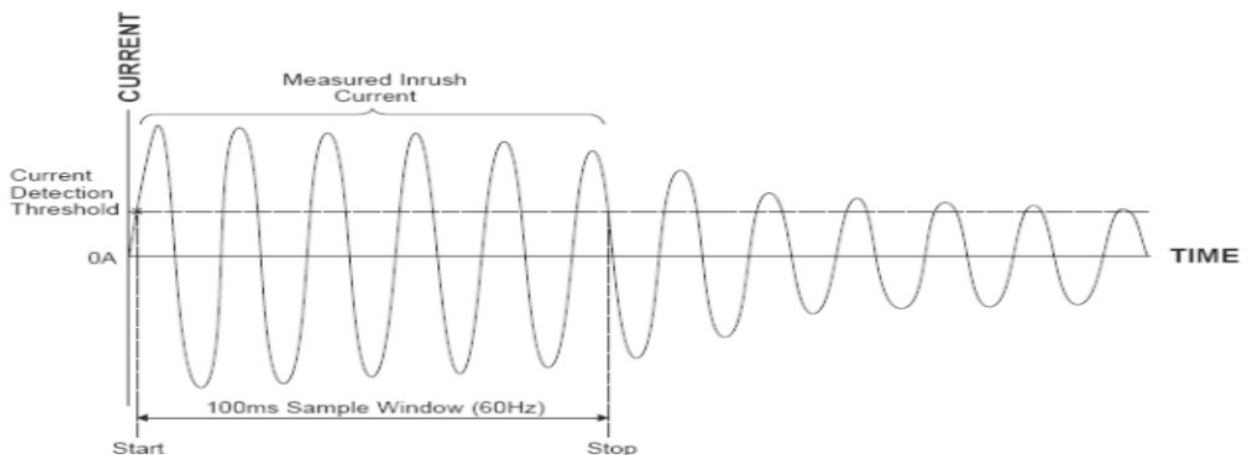 CURRENT
Measured Inrush
Current
Current
Detection
Threshold
0A
TIME
100ms Sample Window (60Hz)
Start
Stop